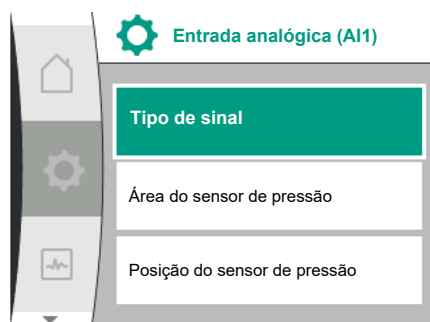 Entrada analógica (AI1)
Tipo de sinal
Área do sensor de pressão
Posição do sensor de pressão